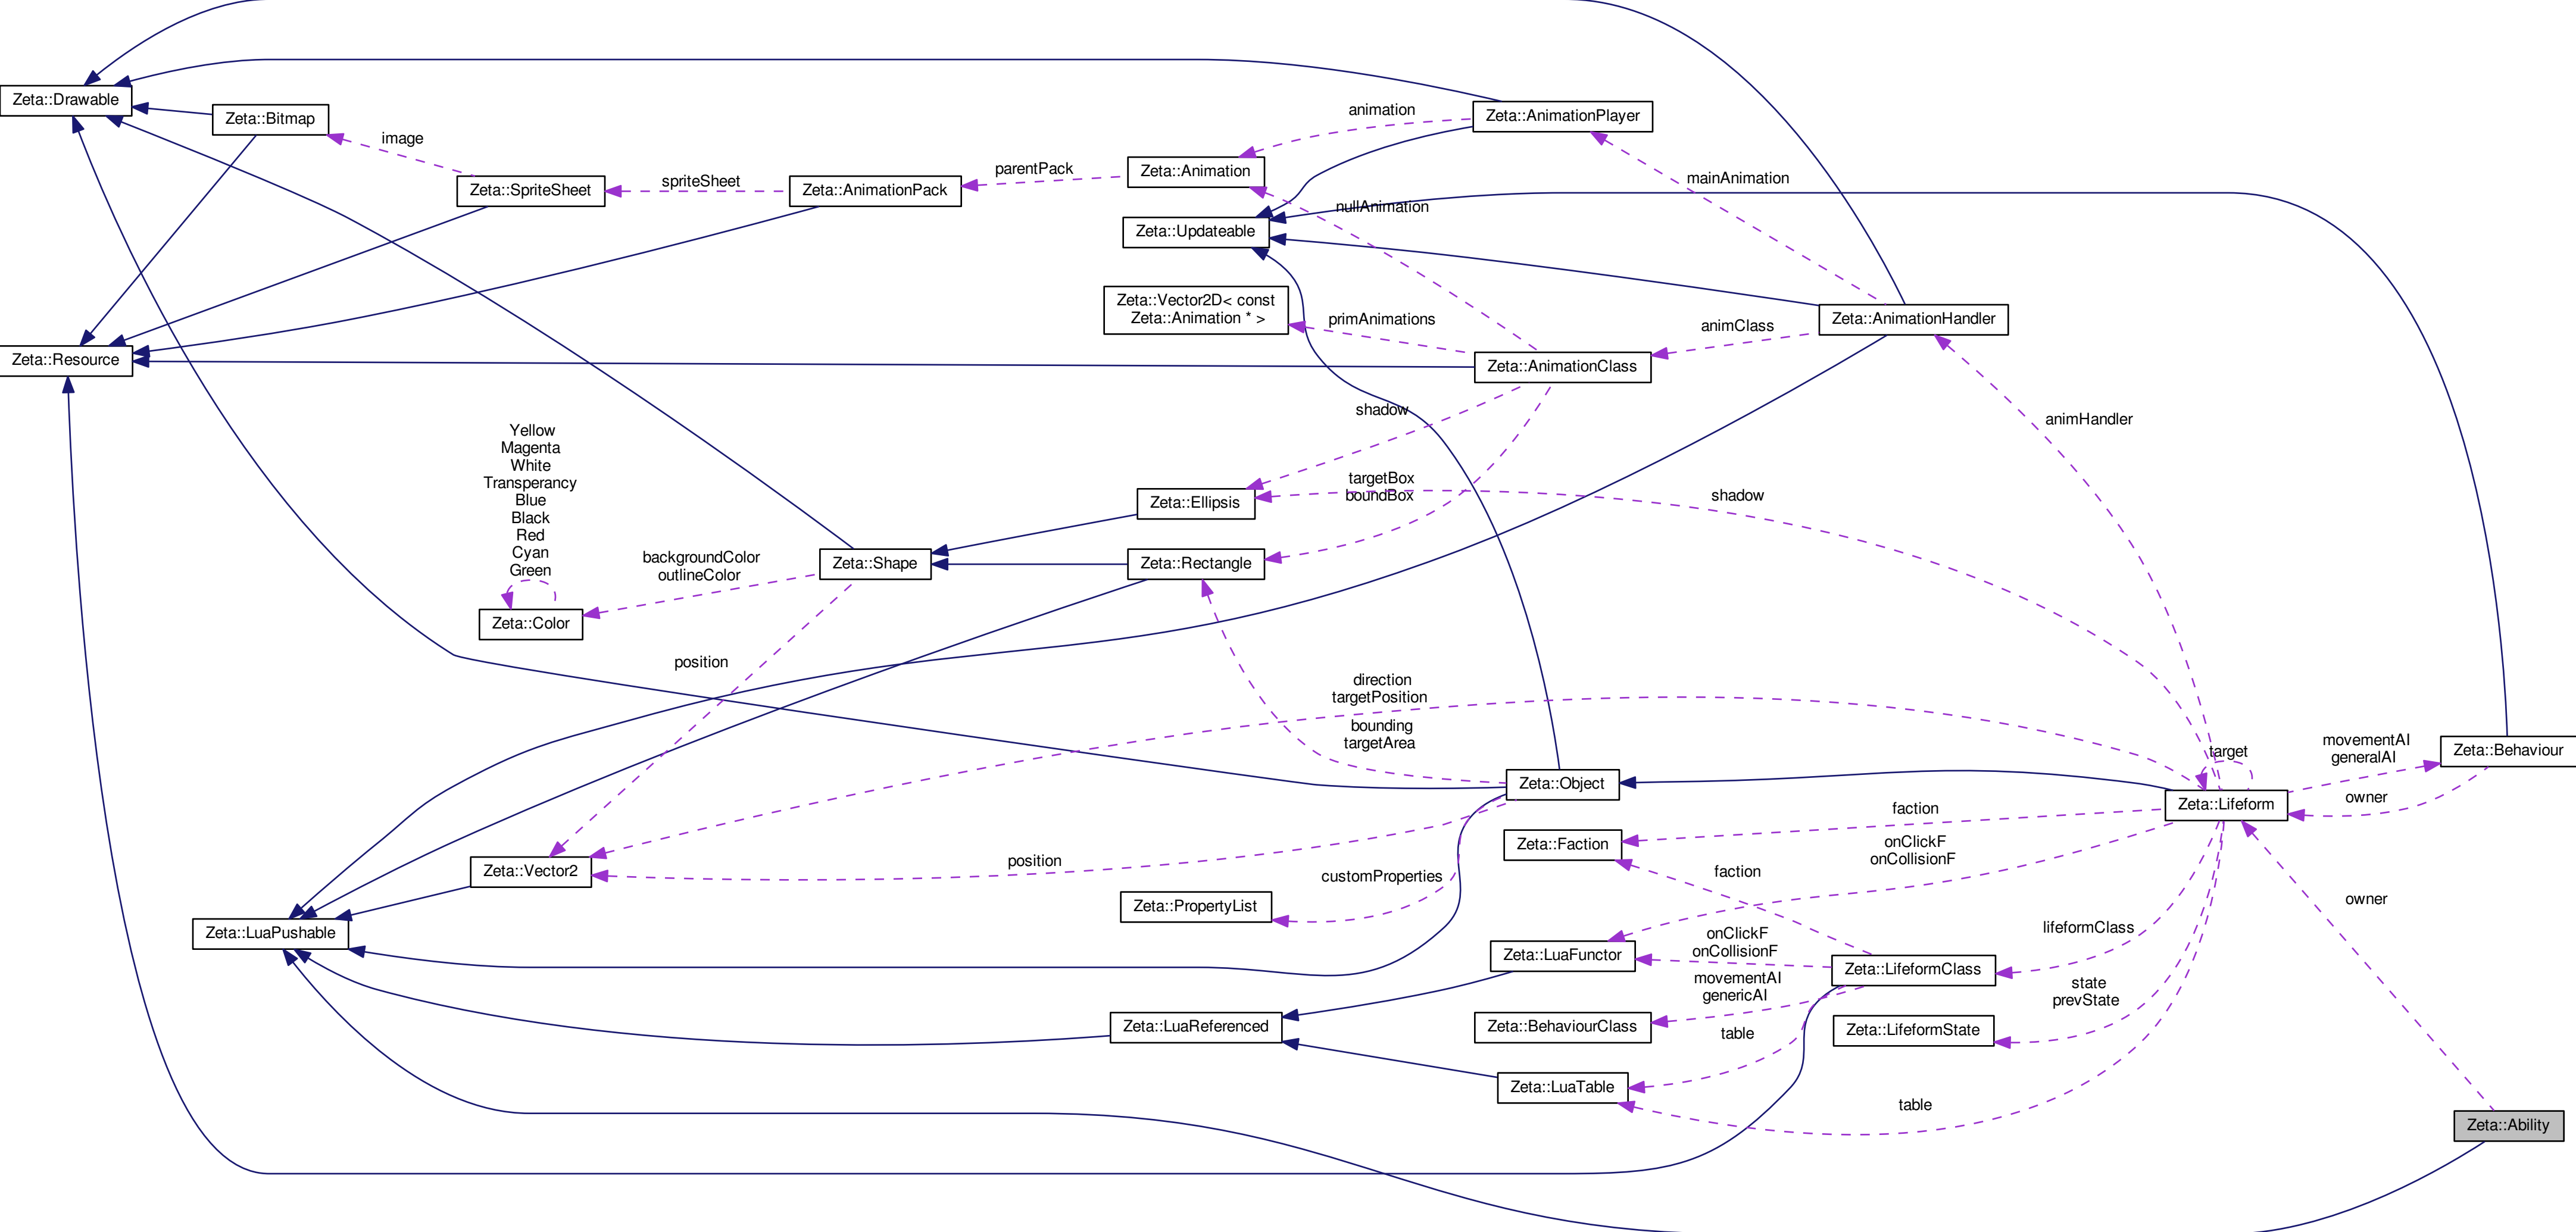 Zeta::Drawable
Zeta::Bitmap
image
Zeta::SpriteSheet
spriteSheet
Zeta::AnimationPack
parentPack
Zeta::Animation
animation
Zeta::AnimationPlayer
mainAnimation
nullAnimation
Zeta::Updateable
Zeta::Vector2D< const
Zeta::Animation * >
primAnimations
animClass
Zeta::AnimationHandler
Zeta::Resource
Zeta::AnimationClass
shadow
animHandler
Yellow
Magenta
White
Transperancy
Blue
Black
Red
Cyan
Green
Zeta::Color
backgroundColor
outlineColor
Zeta::Shape
Zeta::Ellipsis
targetBox
boundBox
shadow
Zeta::Rectangle
position
direction
targetPosition
bounding
targetArea
Zeta::Object
target
movementAI
generalAI
Zeta::Behaviour
owner
Zeta::Lifeform
faction
Zeta::Faction
onClickF
onCollisionF
position
Zeta::Vector2
customProperties
Zeta::PropertyList
faction
owner
Zeta::LuaPushable
onClickF
onCollisionF
Zeta::LuaFunctor
lifeformClass
Zeta::LifeformClass
movementAI
genericAI
state
prevState
Zeta::LuaReferenced
Zeta::BehaviourClass
table
Zeta::LifeformState
Zeta::LuaTable
table
Zeta::Ability